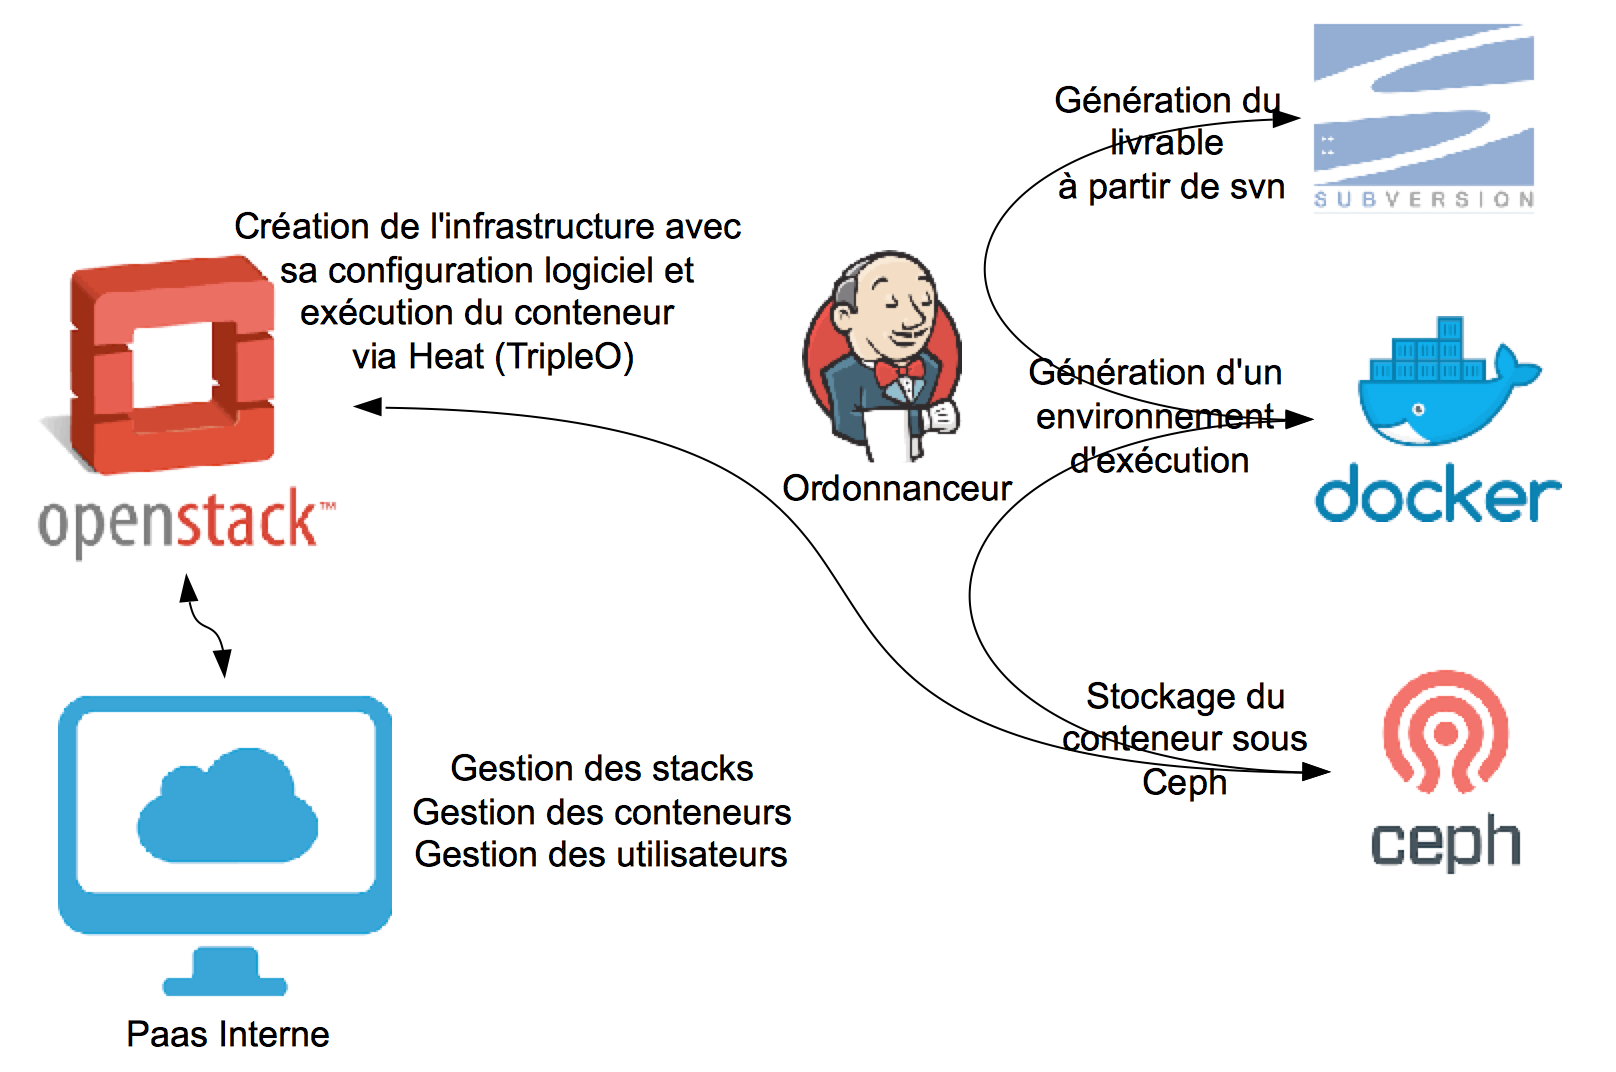 Génération du
livrable
à partir de svn
SUBVERSION
Création de l'infrastructure avec
sa configuration logiciel et
exécution du conteneur
via Heat (TripleO)
openstack™
Ordonnanceur
Génération d'un
environnement
d'exécution
docker
Stockage du
conteneur sous
Ceph
ceph
Gestion des stacks
Gestion des conteneurs
Gestion des utilisateurs
Paas Interne